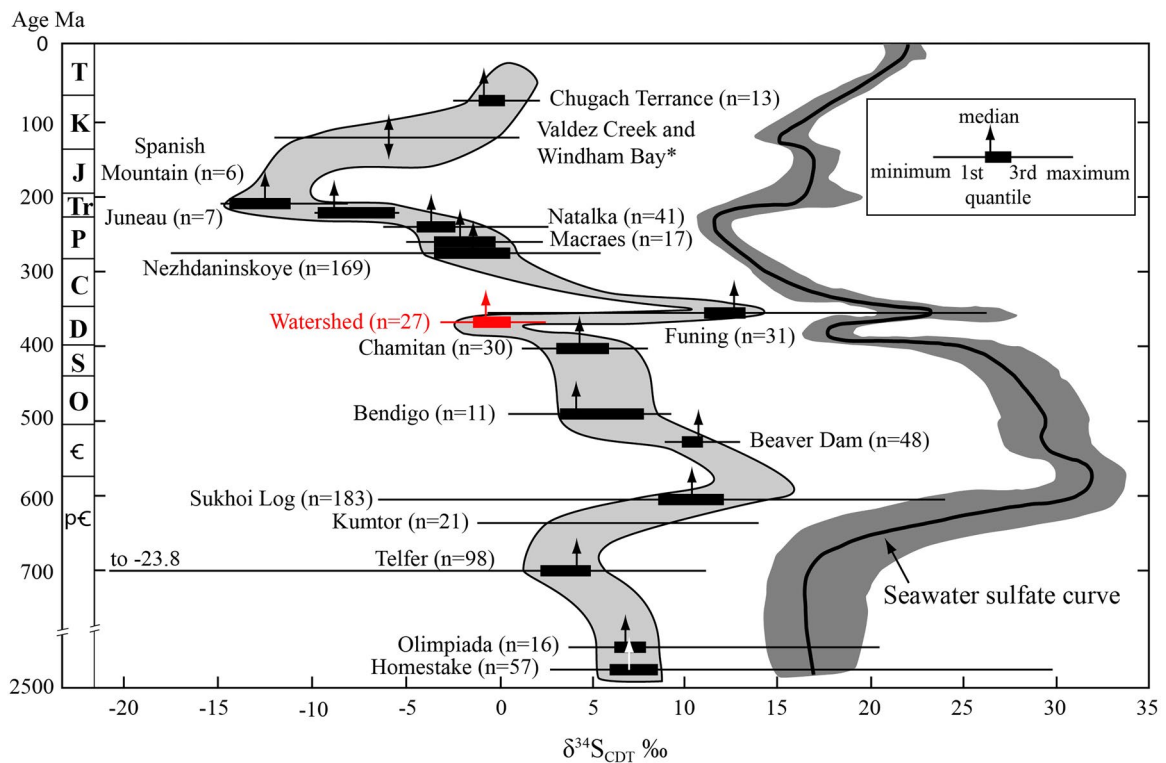 Age Ma
0
100
200
300
400
500
600
700
2500
T
K
J
Tr
P
C
D
S
O
€
p€
Chugach Terrance (n=13)
Valdez Creek and
Windham Bay*
Spanish
Mountain (n=6)
Juneau (n=7)
Natalka (n=41)
Macraes (n=17)
Nezhdaninskoye (n=169)
Watershed (n=27)
Funing (n=31)
Chamitan (n=30)
Bendigo (n=11)
Beaver Dam (n=48)
Sukhoi Log (n=183)
Kumtor (n=21)
to -23.8
Telfer (n=98)
Olimpiada (n=16)
Homestake (n=57)
Seawater sulfate curve
median
minimum 1st 3rd maximum
quantile
-20 -15 -10 -5 0 5 10 15 20 25 30 35
δ³⁴S CDT ‰